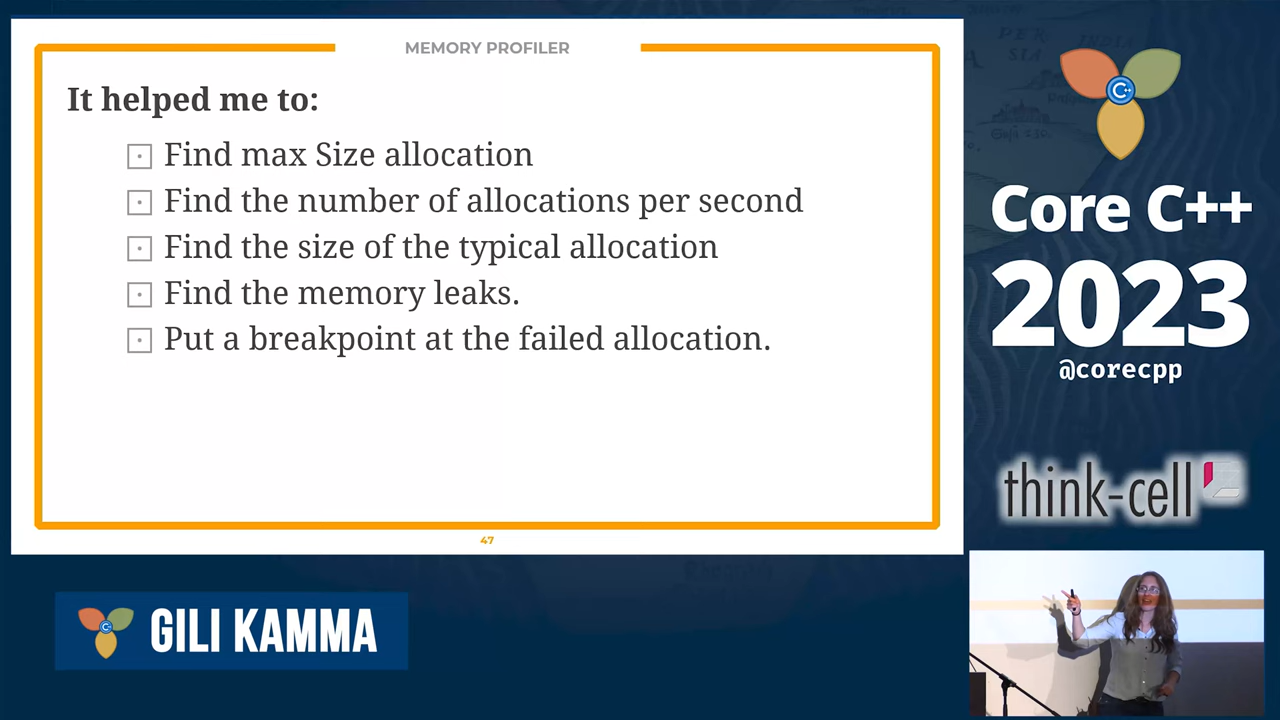 MEMORY PROFILER
It helped me to:
Find max Size allocation
Find the number of allocations per second
Find the size of the typical allocation
Find the memory leaks.
Put a breakpoint at the failed allocation.
47
C++
Core C++
2023
@corecpp
think-cell
GILI KAMMA